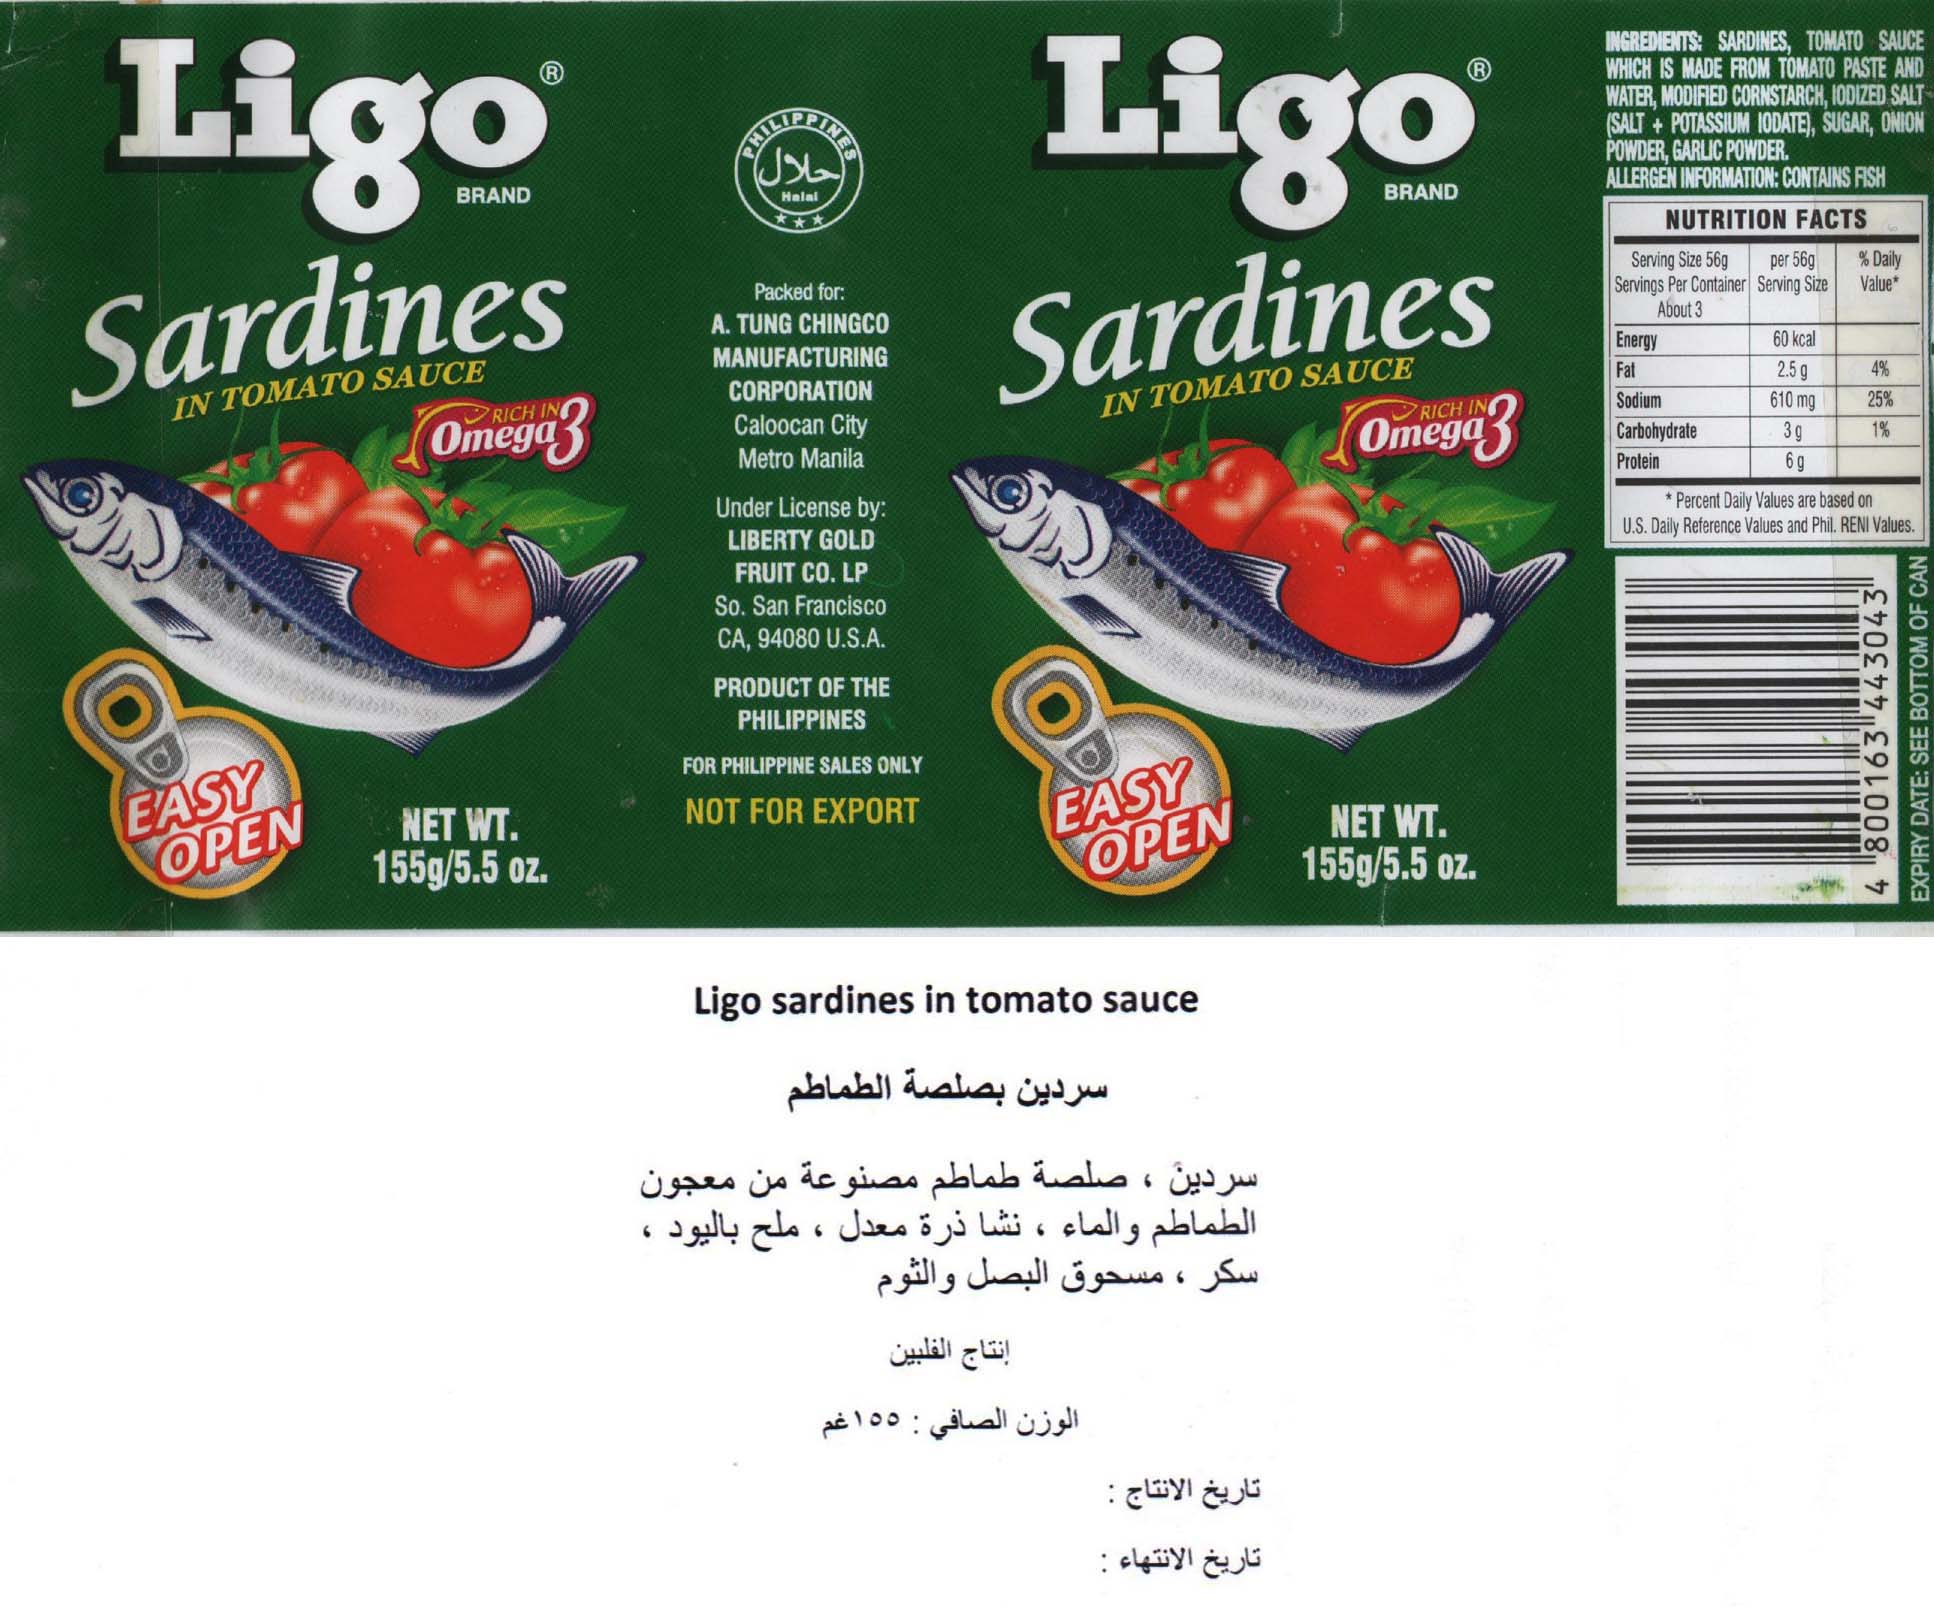 Ligo®
BRAND
Sardines
IN TOMATO SAUCE
RICH IN
Omega3
EASY
OPEN
NET WT.
155g/5.5 oz.
PHILIPPINES
حلال
Halal
Packed for:
A. TUNG CHINGCO
MANUFACTURING
CORPORATION
Caloocan City
Metro Manila
Under License by:
LIBERTY GOLD
FRUIT CO. LP
So. San Francisco
CA, 94080 U.S.A.
PRODUCT OF THE
PHILIPPINES
FOR PHILIPPINE SALES ONLY
NOT FOR EXPORT
Ligo®
BRAND
Sardines
IN TOMATO SAUCE
RICH IN
Omega3
EASY
OPEN
NET WT.
155g/5.5 oz.
INGREDIENTS: SARDINES, TOMATO SAUCE
WHICH IS MADE FROM TOMATO PASTE AND
WATER, MODIFIED CORNSTARCH, IODIZED SALT
(SALT + POTASSIUM IODATE), SUGAR, ONION
POWDER, GARLIC POWDER.
ALLERGEN INFORMATION: CONTAINS FISH
NUTRITION FACTS
Serving Size 56g per 56g % Daily
Servings Per Container Serving Size Value*
About 3
Energy 60 kcal
Fat 2.5 g 4%
Sodium 610 mg 25%
Carbohydrate 3 g 1%
Protein 6 g
* Percent Daily Values are based on
U.S. Daily Reference Values and Phil. RENI Values.
4 800163 443043
EXPIRY DATE: SEE BOTTOM OF CAN
Ligo sardines in tomato sauce
سردين بصلصة الطماطم
سردين ، صلصة طماطم مصنوعة من معجون
الطماطم والماء ، نشا ذرة معدل ، ملح باليود ،
سكر ، مسحوق البصل والثوم
إنتاج الفلبين
الوزن الصافي : ١٥٥غم
تاريخ الانتاج :
تاريخ الانتهاء :